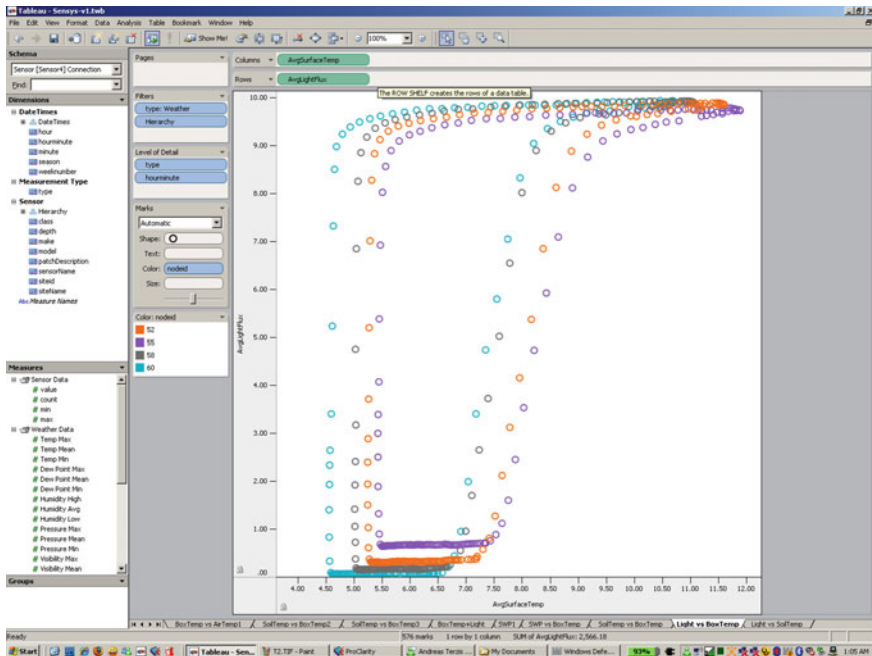 Tableau - Sensys-v1.twb
File Edit View Format Data Analysis Table Bookmark Window Help
Show Me! 100%
Schema
Sensor [Sensor4] Connection
Find:
Dimensions
DateTimes
DateTimes
hour
hourminute
minute
season
weeknumber
Measurement Type
type
Sensor
Hierarchy
class
depth
make
model
patchDescription
sensorName
siteid
siteName
Abc Measure Names
Measures
Sensor Data
# value
# count
# min
# max
Weather Data
# Temp Max
# Temp Mean
# Temp Min
# Dew Point Max
# Dew Point Mean
# Dew Point Min
# Humidity High
# Humidity Avg
# Humidity Low
# Pressure Max
# Pressure Mean
# Pressure Min
# Visibility Max
# Visibility Mean
Groups
Pages
Filters
type: Weather
Hierarchy
Level of Detail
type
hourminute
Marks
Automatic
Shape:
Text:
Color: nodeid
Size:
Color: nodeid
52
55
58
60
Columns AvgSurfaceTemp
Rows AvgLightFlux
The ROW SHELF creates the rows of a data table.
10.00
9.00
8.00
7.00
6.00
5.00
4.00
3.00
2.00
1.00
.00
AvgLightFlux
4.00 4.50 5.00 5.50 6.00 6.50 7.00 7.50 8.00 8.50 9.00 9.50 10.00 10.50 11.00 11.50 12.00
AvgSurfaceTemp
BoxTemp vs AirTemp1 SoilTemp vs BoxTemp2 SoilTemp vs BoxTemp3 BoxTemp+Light SWP1 SWP vs BoxTemp SoilTemp vs BoxTemp Light vs BoxTemp Light vs SoilTemp
Ready 576 marks 1 row by 1 column SUM of AvgLightFlux: 2,566.18
Start Tableau - Sen... T2.TIF - Paint ProClarity Andreas Terzis ... My Documents Windows Defe... 93% 1:05 AM